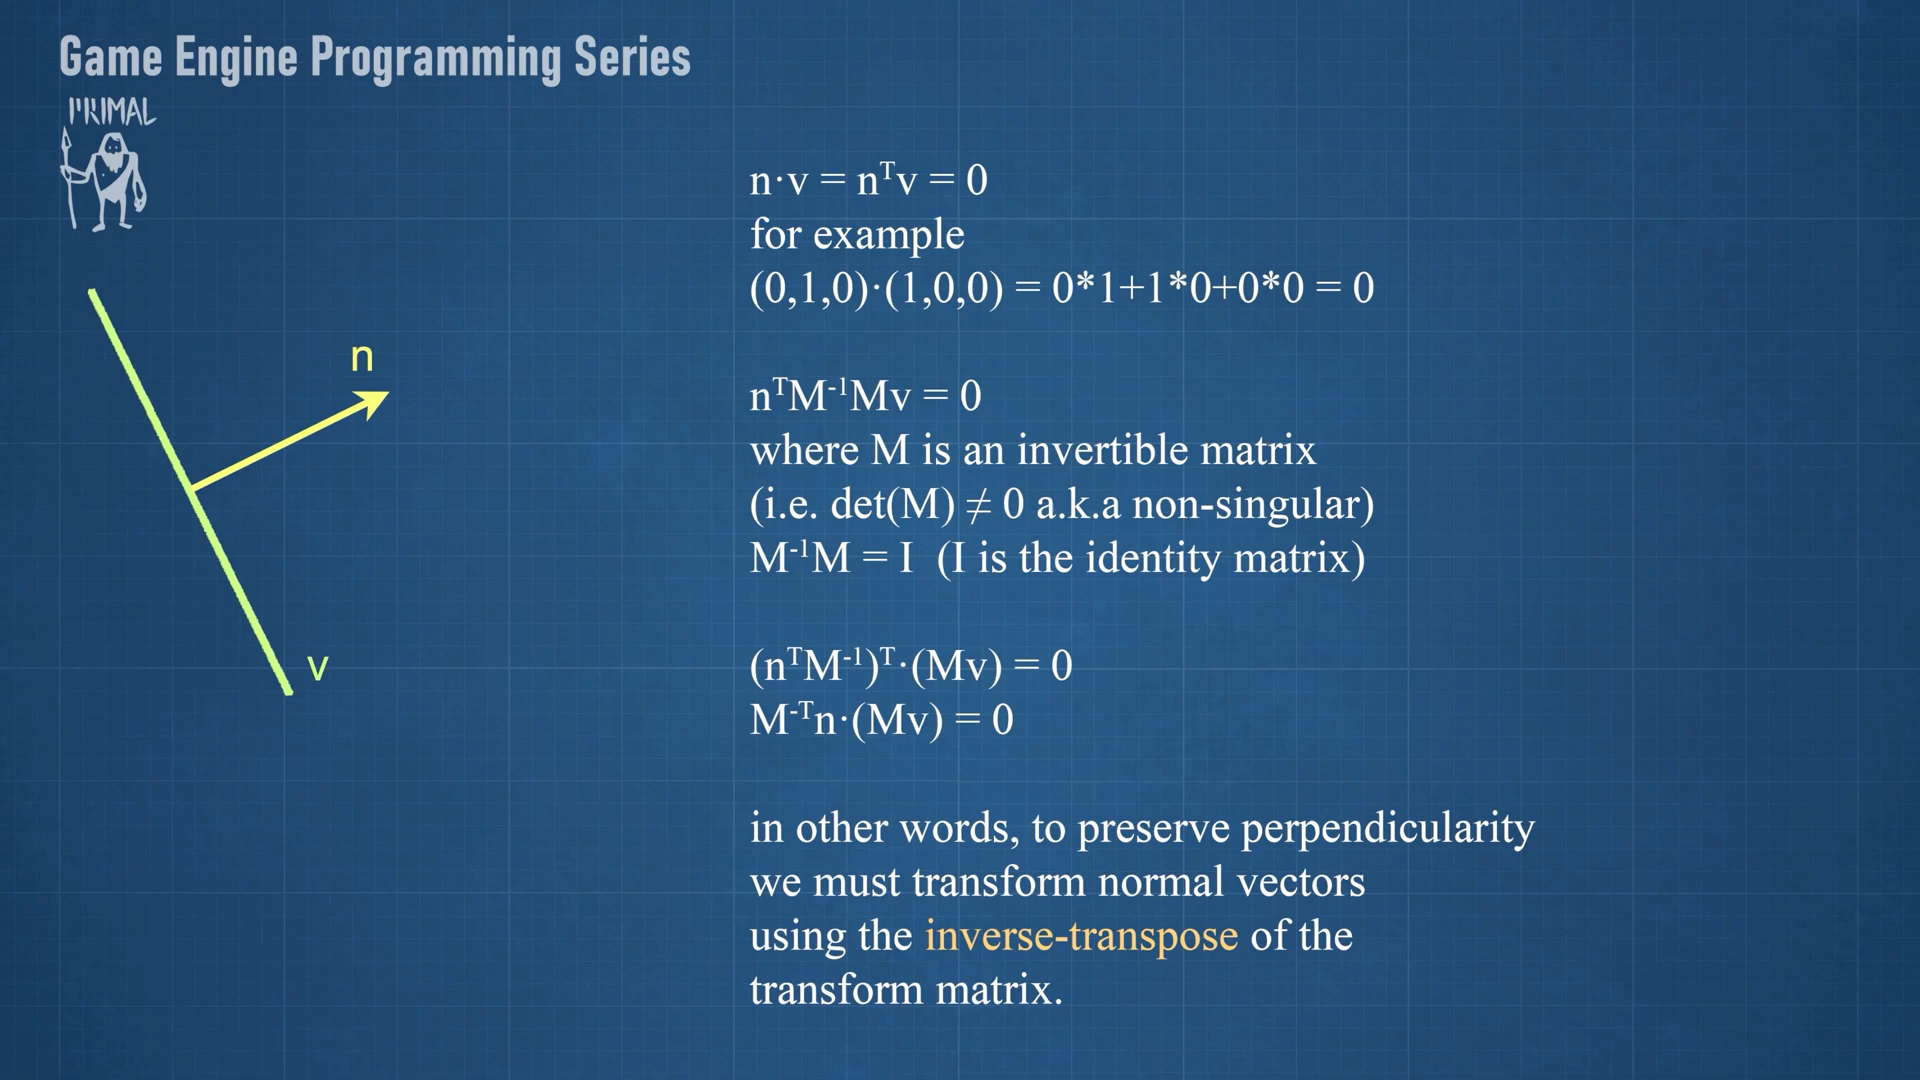 Game Engine Programming Series
PRIMAL
n·v = nᵀv = 0
for example
(0,1,0)·(1,0,0) = 0*1+1*0+0*0 = 0
n
nᵀM⁻¹Mv = 0
where M is an invertible matrix
(i.e. det(M) ≠ 0 a.k.a non-singular)
M⁻¹M = I (I is the identity matrix)
v
(nᵀM⁻¹)ᵀ·(Mv) = 0
M⁻ᵀn·(Mv) = 0
in other words, to preserve perpendicularity
we must transform normal vectors
using the inverse-transpose of the
transform matrix.